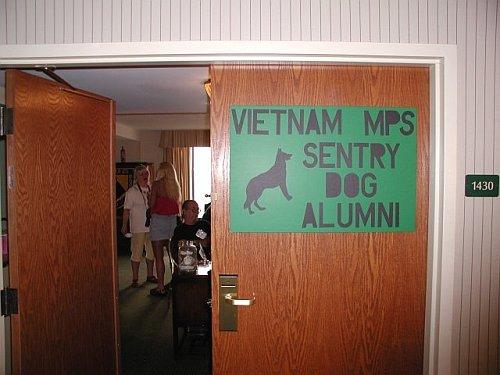 VIETNAM MPS
SENTRY
DOG
ALUMNI
1430